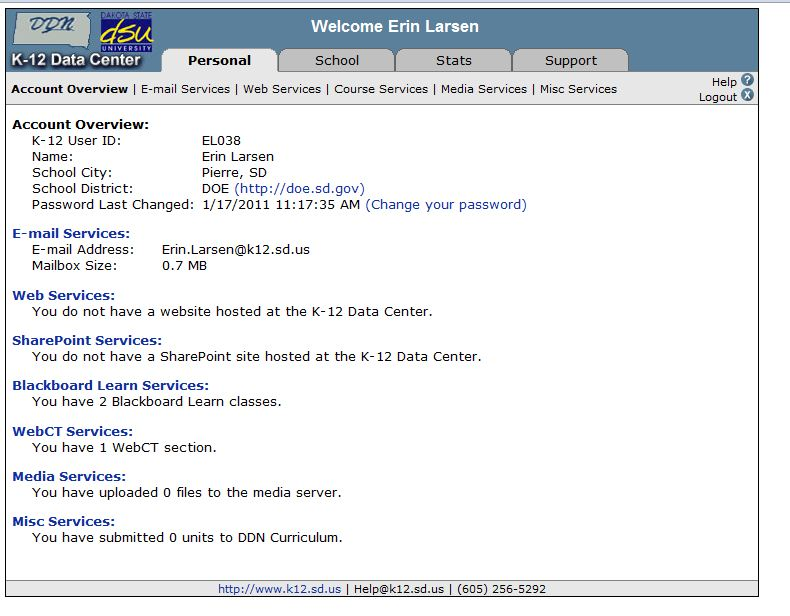 DDN
DAKOTA STATE
dsu
UNIVERSITY
K-12 Data Center
Welcome Erin Larsen
Personal School Stats Support
Account Overview | E-mail Services | Web Services | Course Services | Media Services | Misc Services
Help ?
Logout X
Account Overview:
K-12 User ID: EL038
Name: Erin Larsen
School City: Pierre, SD
School District: DOE (http://doe.sd.gov)
Password Last Changed: 1/17/2011 11:17:35 AM (Change your password)
E-mail Services:
E-mail Address: Erin.Larsen@k12.sd.us
Mailbox Size: 0.7 MB
Web Services:
You do not have a website hosted at the K-12 Data Center.
SharePoint Services:
You do not have a SharePoint site hosted at the K-12 Data Center.
Blackboard Learn Services:
You have 2 Blackboard Learn classes.
WebCT Services:
You have 1 WebCT section.
Media Services:
You have uploaded 0 files to the media server.
Misc Services:
You have submitted 0 units to DDN Curriculum.
http://www.k12.sd.us | Help@k12.sd.us | (605) 256-5292